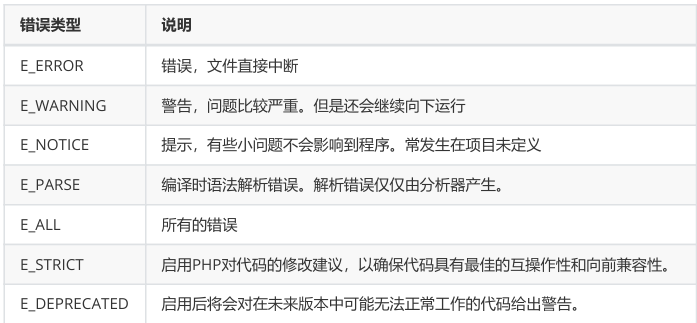 错误类型 说明
E_ERROR 错误，文件直接中断
E_WARNING 警告，问题比较严重。但是还会继续向下运行
E_NOTICE 提示，有些小问题不会影响到程序。常发生在项目未定义
E_PARSE 编译时语法解析错误。解析错误仅仅由分析器产生。
E_ALL 所有的错误
E_STRICT 启用PHP对代码的修改建议，以确保代码具有最佳的互操作性和向前兼容性。
E_DEPRECATED 启用后将会对在未来版本中可能无法正常工作的代码给出警告。